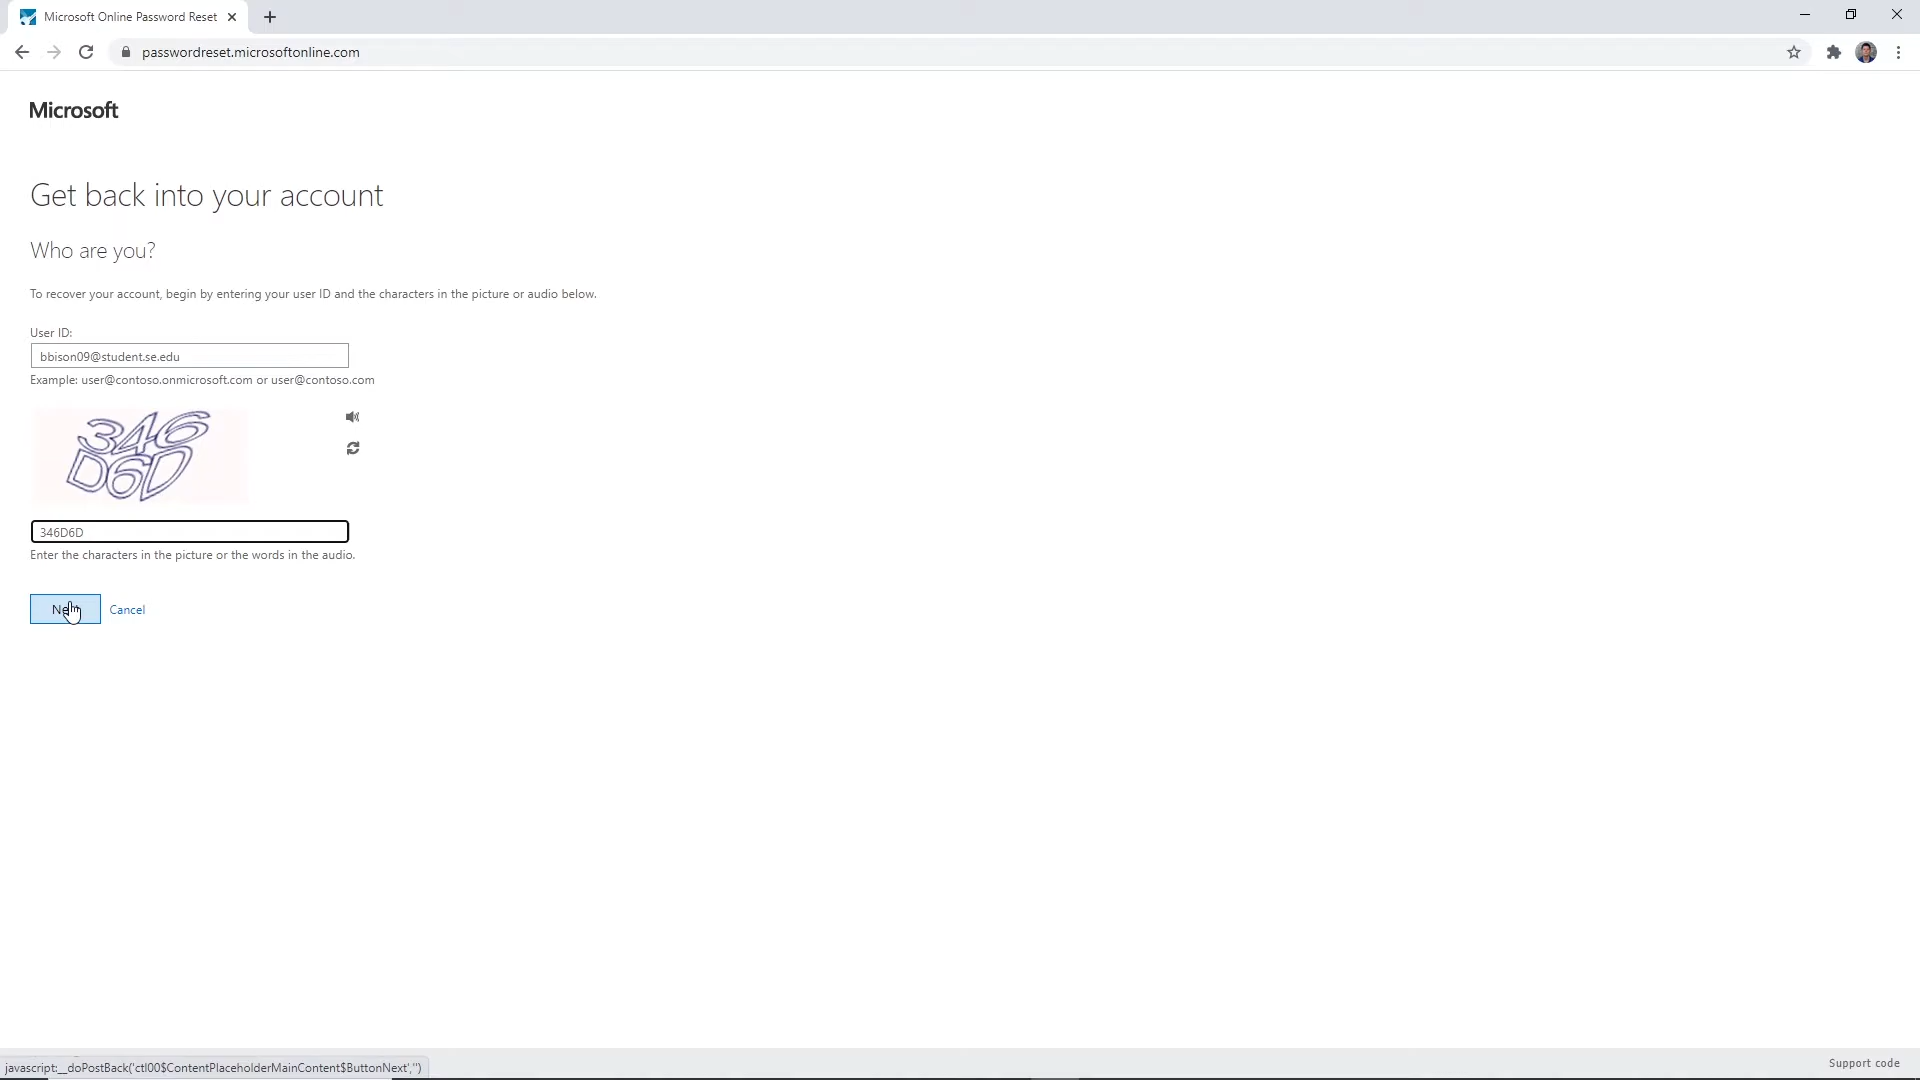 Microsoft Online Password Reset
passwordreset.microsoftonline.com
Microsoft
Get back into your account
Who are you?
To recover your account, begin by entering your user ID and the characters in the picture or audio below.
User ID:
bbison09@student.se.edu
Example: user@contoso.onmicrosoft.com or user@contoso.com
346
D6D
346D6D
Enter the characters in the picture or the words in the audio.
Cancel
Support code
javascript:__doPostBack('ctl00$ContentPlaceholderMainContent$ButtonNext','')